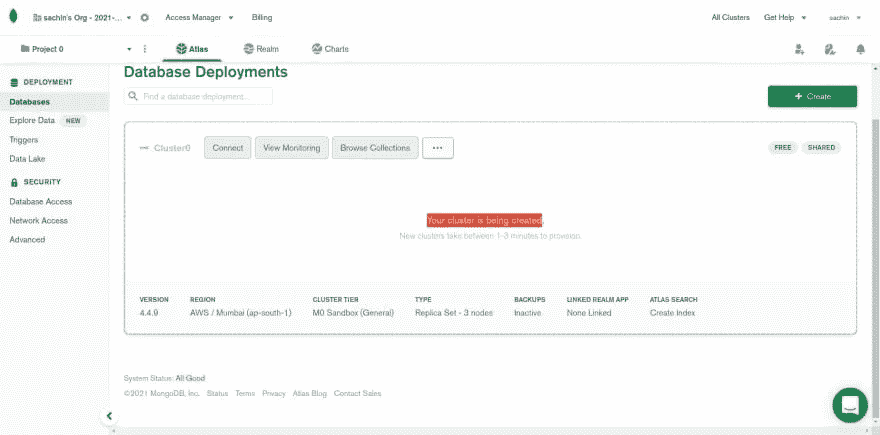 sachin's Org - 2021-... Access Manager Billing All Clusters Get Help sachin
Project 0 Atlas Realm Charts
DEPLOYMENT
Databases
Explore Data NEW
Triggers
Data Lake
SECURITY
Database Access
Network Access
Advanced
Database Deployments
Find a database deployment...
+ Create
Cluster0 Connect View Monitoring Browse Collections ... FREE SHARED
Your cluster is being created
New clusters take between 1-3 minutes to provision.
VERSION REGION CLUSTER TIER TYPE BACKUPS LINKED REALM APP ATLAS SEARCH
4.4.9 AWS / Mumbai (ap-south-1) M0 Sandbox (General) Replica Set - 3 nodes Inactive None Linked Create Index
System Status: All Good
©2021 MongoDB, Inc. Status Terms Privacy Atlas Blog Contact Sales